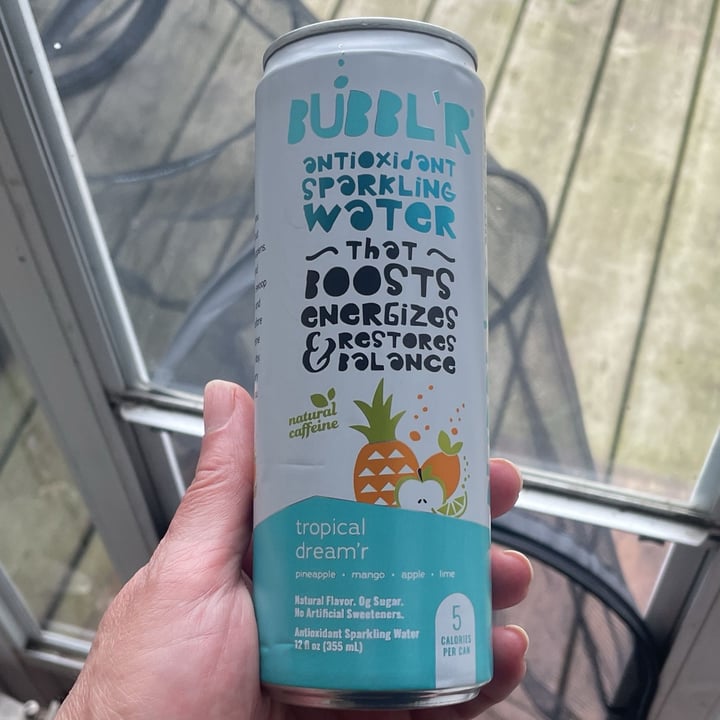 BUBBL'R
ANTIOXIDANT
SPARKLING
WATER
~ THAT ~
BOOSTS
ENERGIZES
& RESTORES
BALANCE
natural
caffeine
tropical
dream'r
pineapple • mango • apple • lime
Natural Flavor. 0g Sugar.
No Artificial Sweeteners.
Antioxidant Sparkling Water
12 fl oz (355 mL)
5
CALORIES
PER CAN